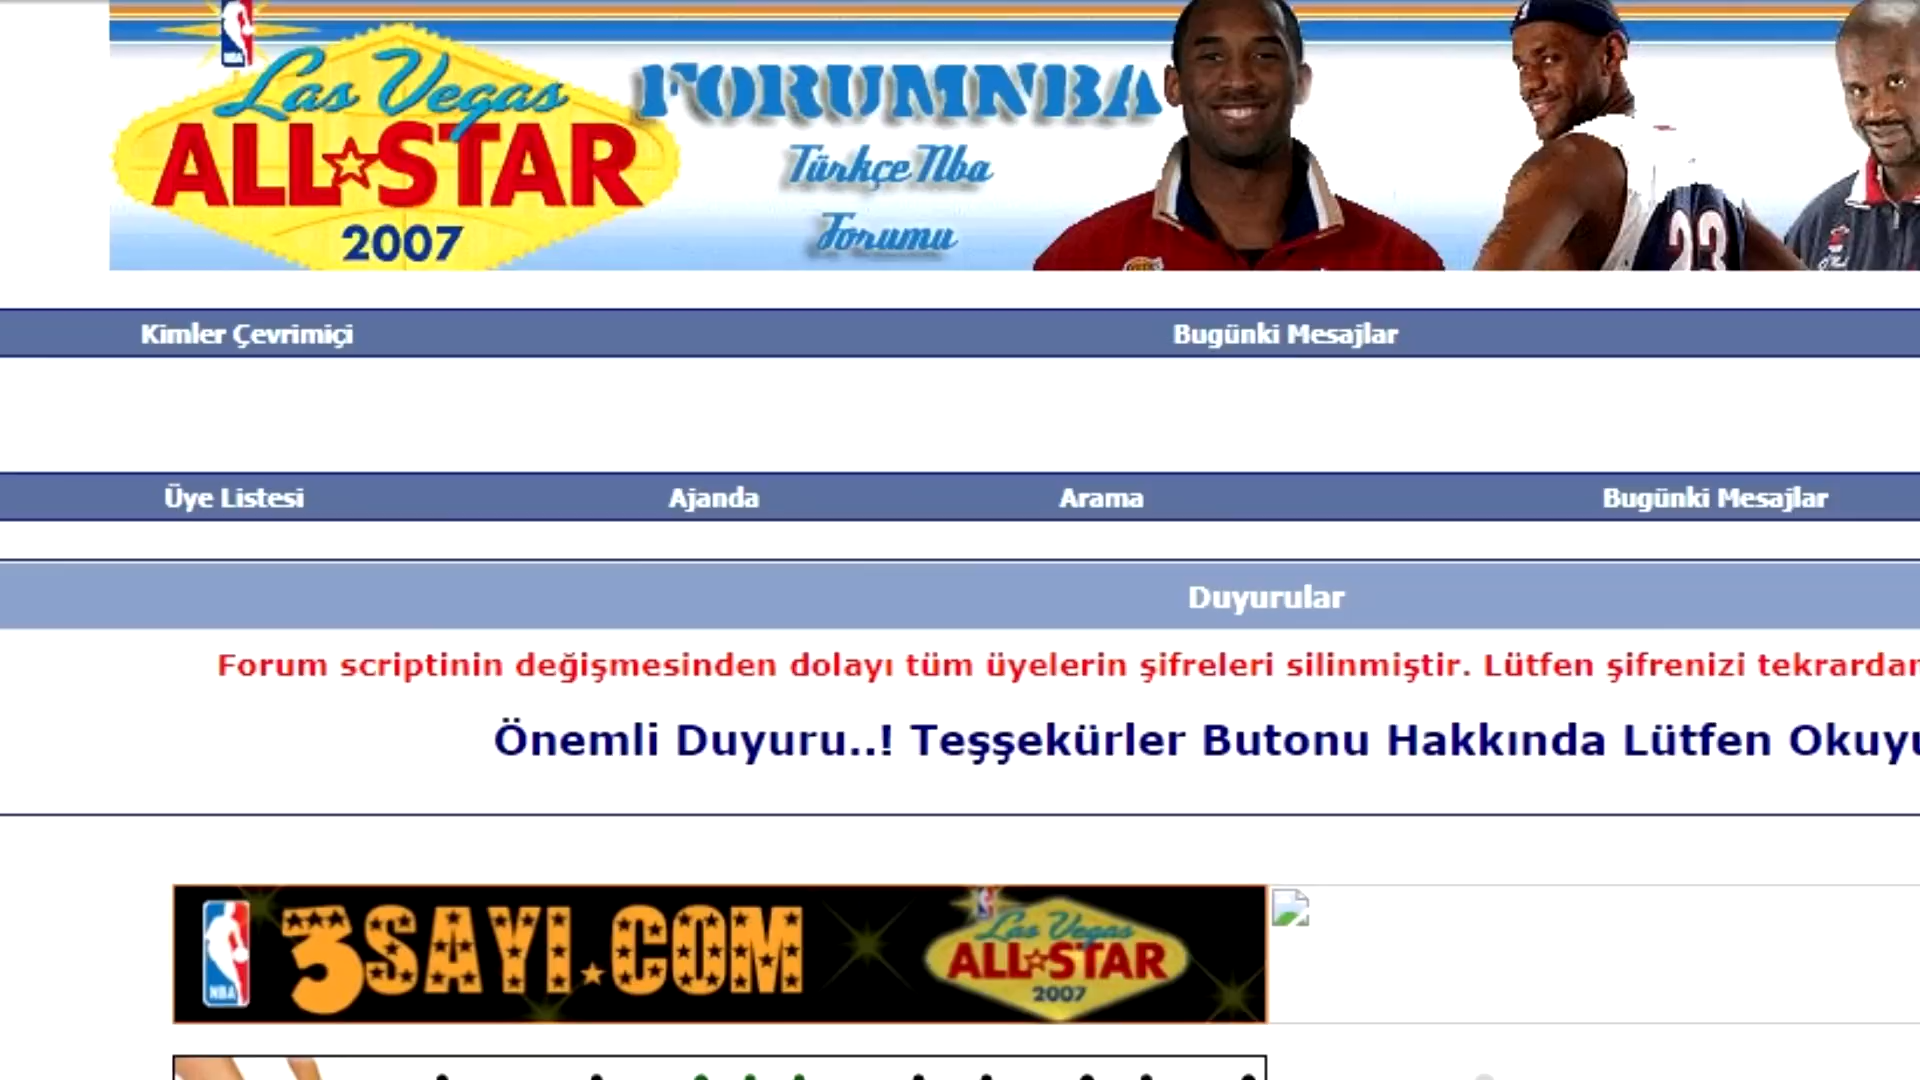 NBA
Las Vegas
ALL STAR
2007
FORUMNBA
Türkçe Nba
Forumu
23
Kimler Çevrimiçi
Bugünki Mesajlar
Üye Listesi
Ajanda
Arama
Bugünki Mesajlar
Duyurular
Forum scriptinin değişmesinden dolayı tüm üyelerin şifreleri silinmiştir. Lütfen şifrenizi tekrardan
Önemli Duyuru..! Teşşekürler Butonu Hakkında Lütfen
NBA
3SAYI.COM
Las Vegas
ALL STAR
2007